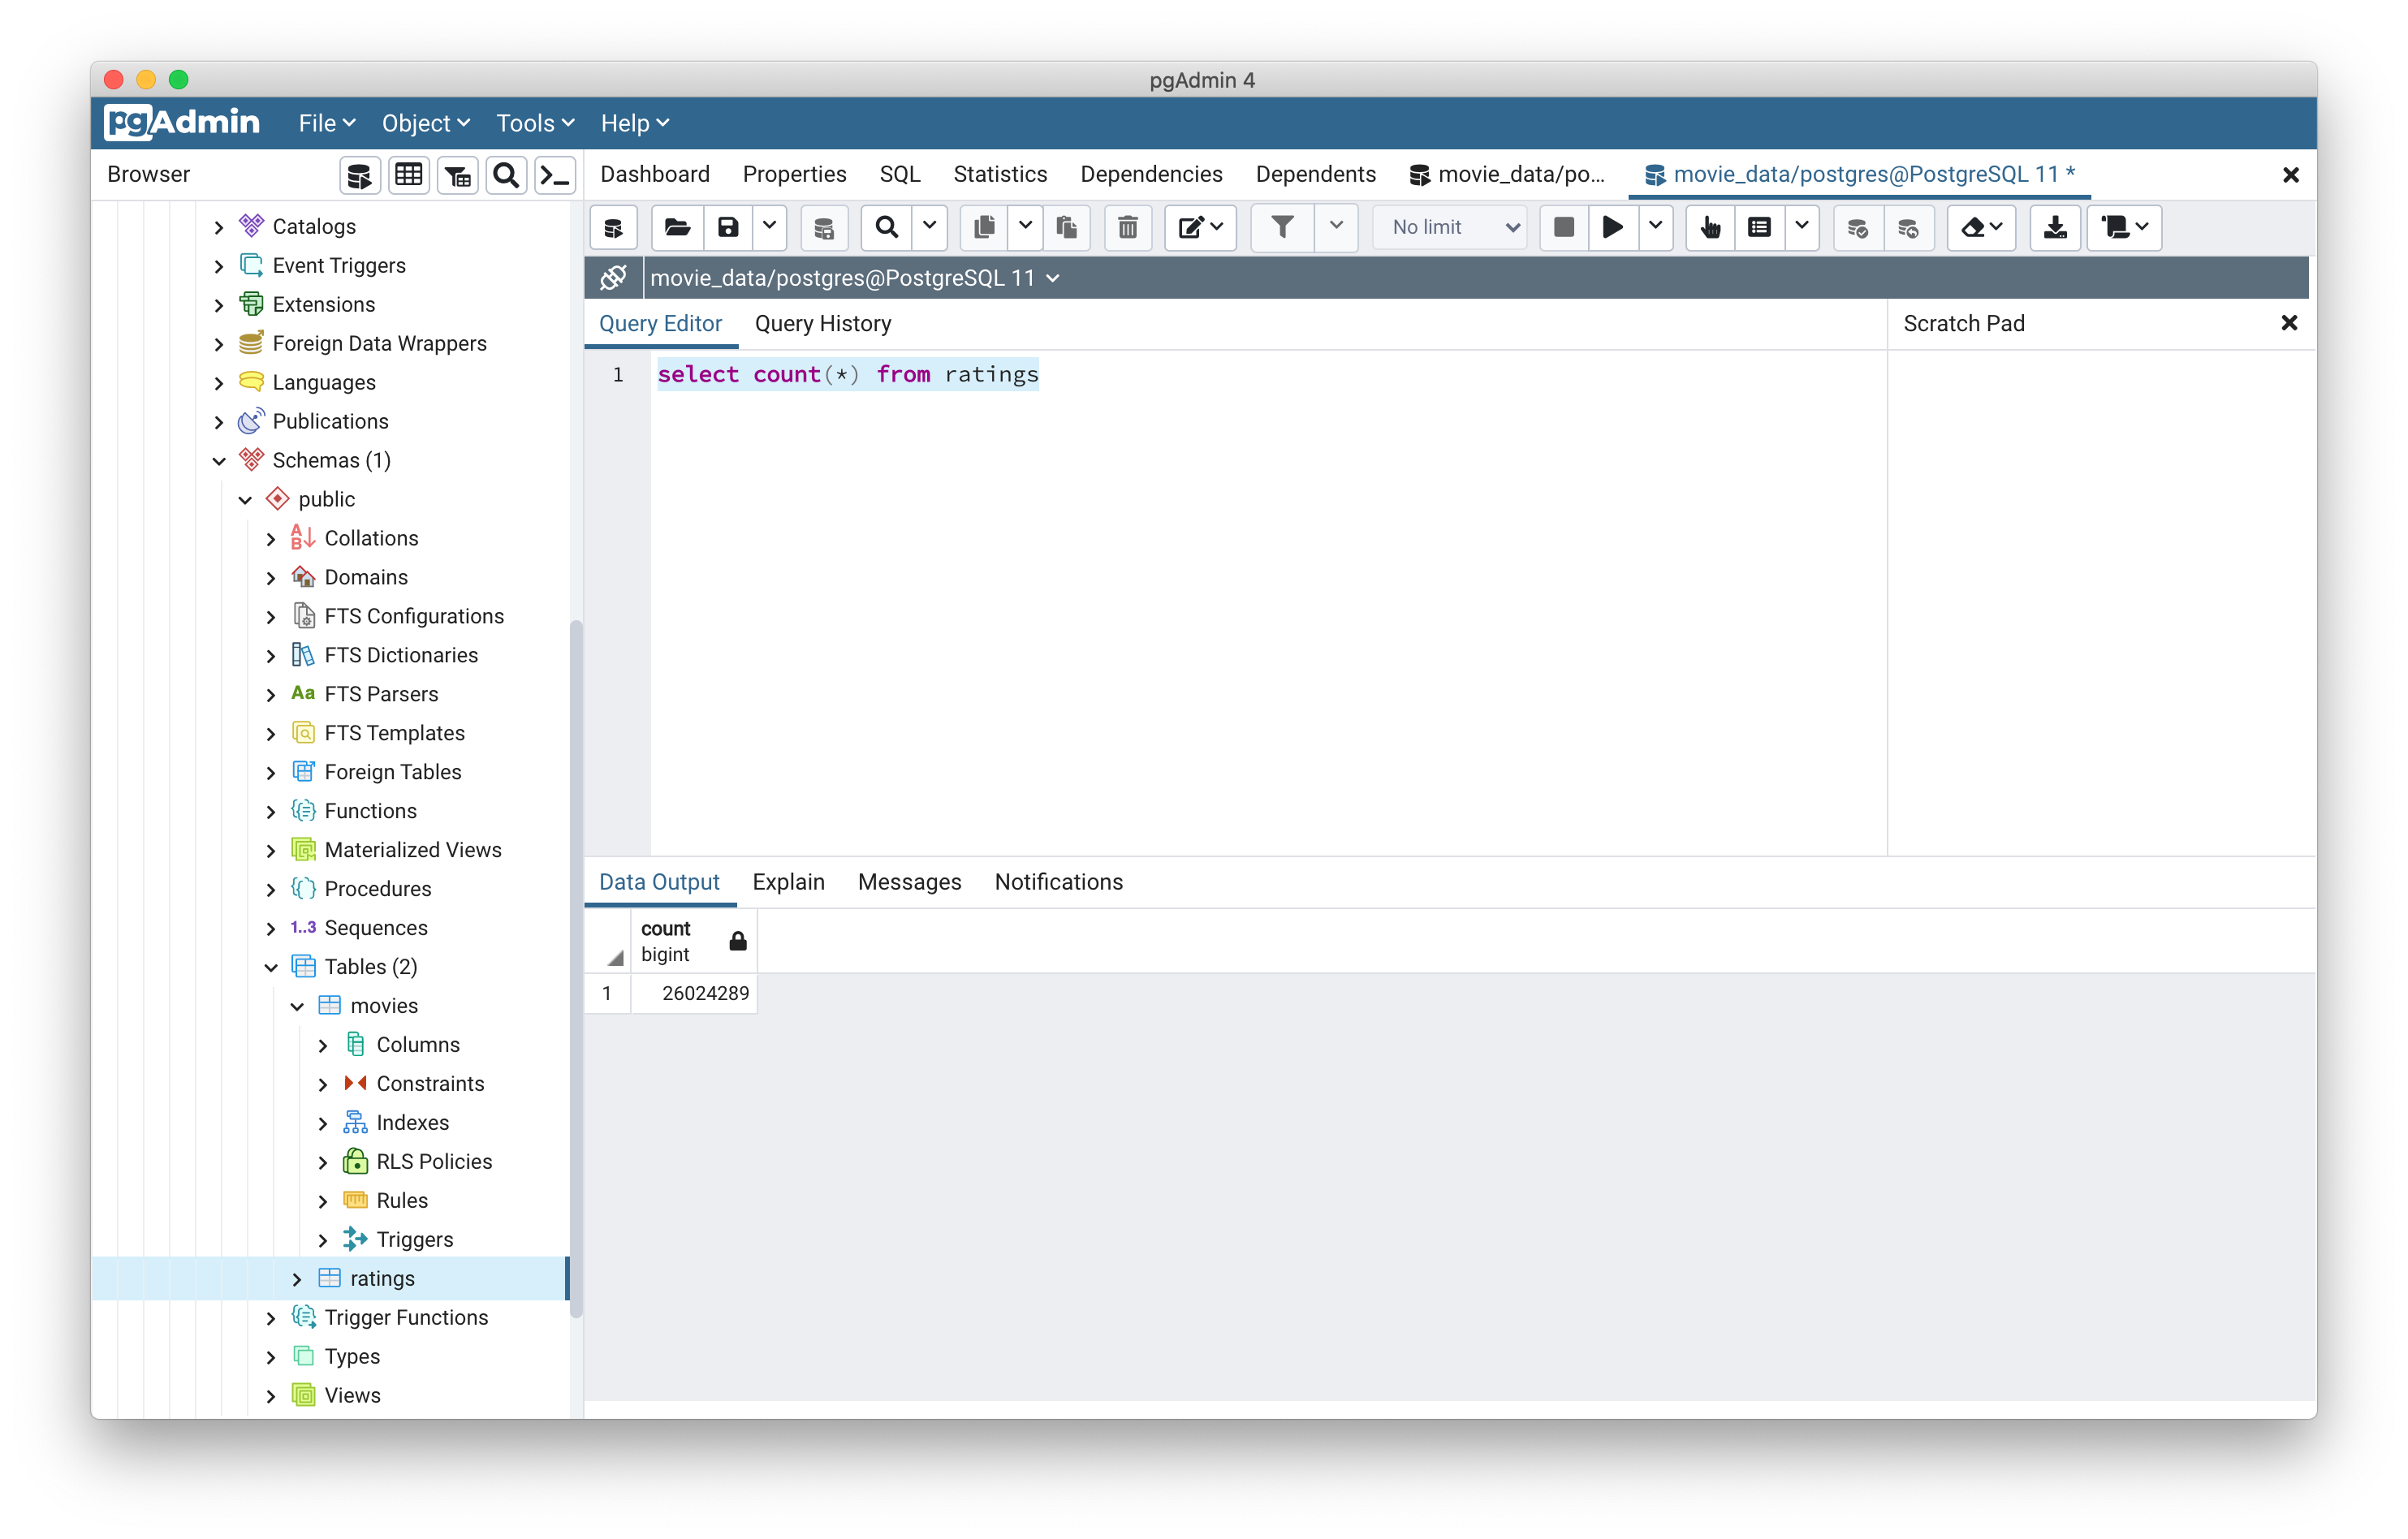 pgAdmin 4
pgAdmin File Object Tools Help
Browser
Dashboard Properties SQL Statistics Dependencies Dependents movie_data/po... movie_data/postgres@PostgreSQL 11 *
No limit
movie_data/postgres@PostgreSQL 11
Query Editor Query History
Scratch Pad
1 select count(*) from ratings
Catalogs
Event Triggers
Extensions
Foreign Data Wrappers
Languages
Publications
Schemas (1)
public
Collations
Domains
FTS Configurations
FTS Dictionaries
Aa FTS Parsers
FTS Templates
Foreign Tables
Functions
Materialized Views
Procedures
1..3 Sequences
Tables (2)
movies
Columns
Constraints
Indexes
RLS Policies
Rules
Triggers
ratings
Trigger Functions
Types
Views
Data Output Explain Messages Notifications
count
bigint
1 26024289